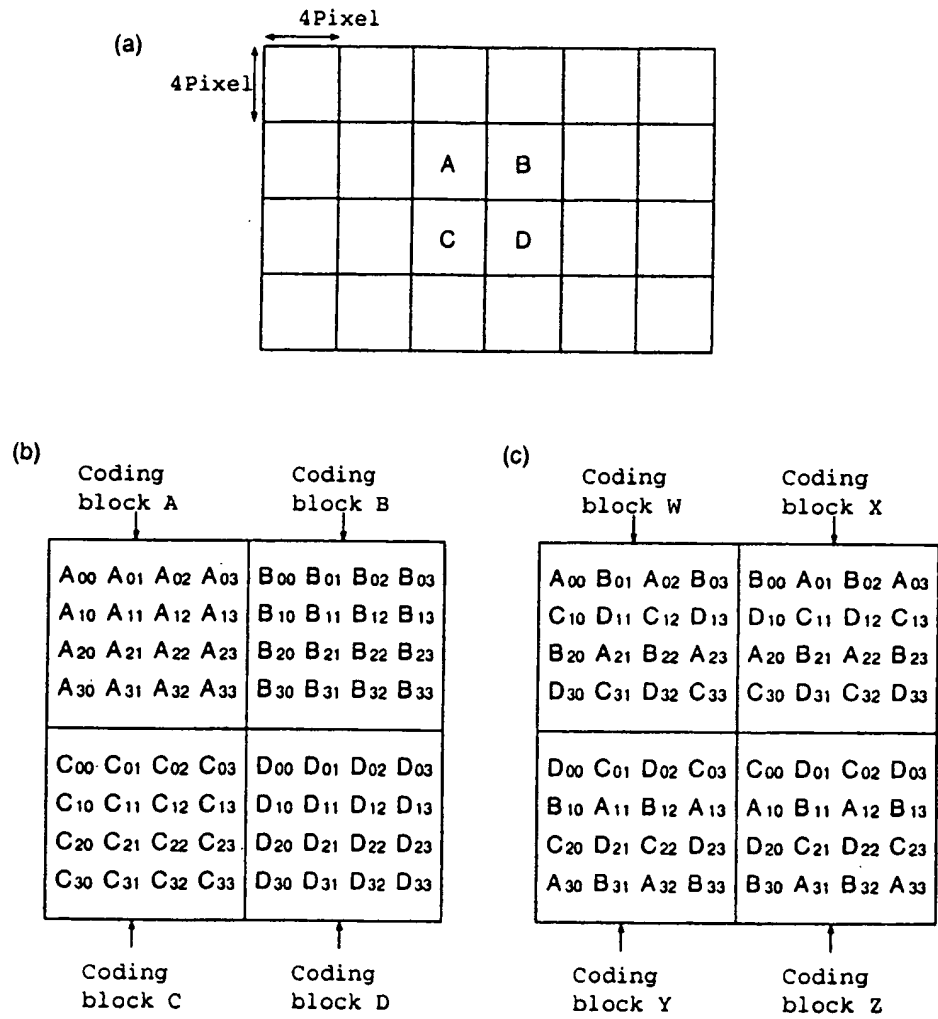 (a)
4Pixel
4Pixel
A B
C D
(b)
Coding
block A
Coding
block B
A00 A01 A02 A03 B00 B01 B02 B03
A10 A11 A12 A13 B10 B11 B12 B13
A20 A21 A22 A23 B20 B21 B22 B23
A30 A31 A32 A33 B30 B31 B32 B33
C00 C01 C02 C03 D00 D01 D02 D03
C10 C11 C12 C13 D10 D11 D12 D13
C20 C21 C22 C23 D20 D21 D22 D23
C30 C31 C32 C33 D30 D31 D32 D33
Coding
block C
Coding
block D
(c)
Coding
block W
Coding
block X
A00 B01 A02 B03 B00 A01 B02 A03
C10 D11 C12 D13 D10 C11 D12 C13
B20 A21 B22 A23 A20 B21 A22 B23
D30 C31 D32 C33 C30 D31 C32 D33
D00 C01 D02 C03 C00 D01 C02 D03
B10 A11 B12 A13 A10 B11 A12 B13
C20 D21 C22 D23 D20 C21 D22 C23
A30 B31 A32 B33 B30 A31 B32 A33
Coding
block Y
Coding
block Z